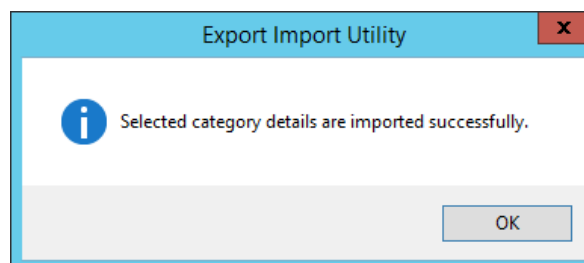 Export Import Utility
x
Selected category details are imported successfully.
OK